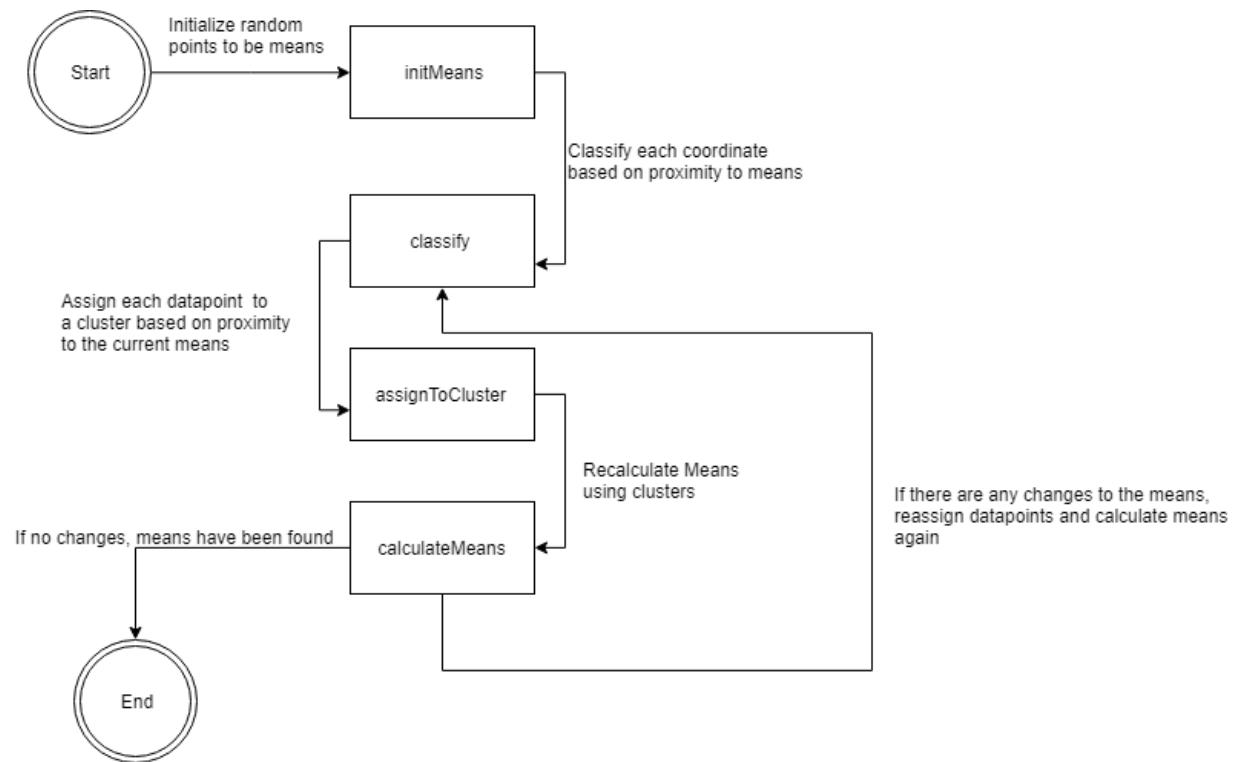 Initialize random
points to be means
Start
initMeans
Classify each coordinate
based on proximity to means
classify
Assign each datapoint to
a cluster based on proximity
to the current means
assignToCluster
Recalculate Means
using clusters
If there are any changes to the means,
reassign datapoints and calculate means
again
If no changes, means have been found
calculateMeans
End